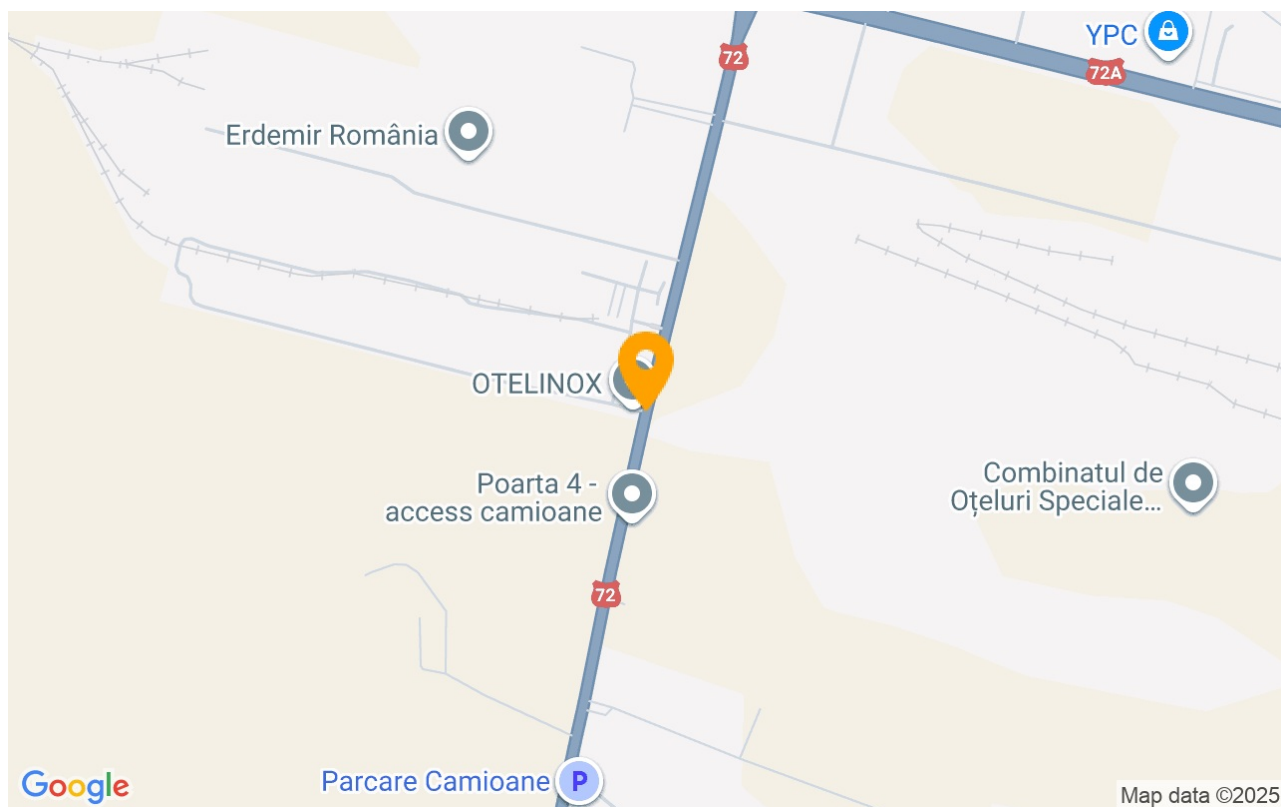 YPC
72
72A
Erdemir România
OTELINOX
Poarta 4 -
access camioane
Combinatul de
Oțeluri Speciale...
72
Parcare Camioane
P
Google
Map data ©2025